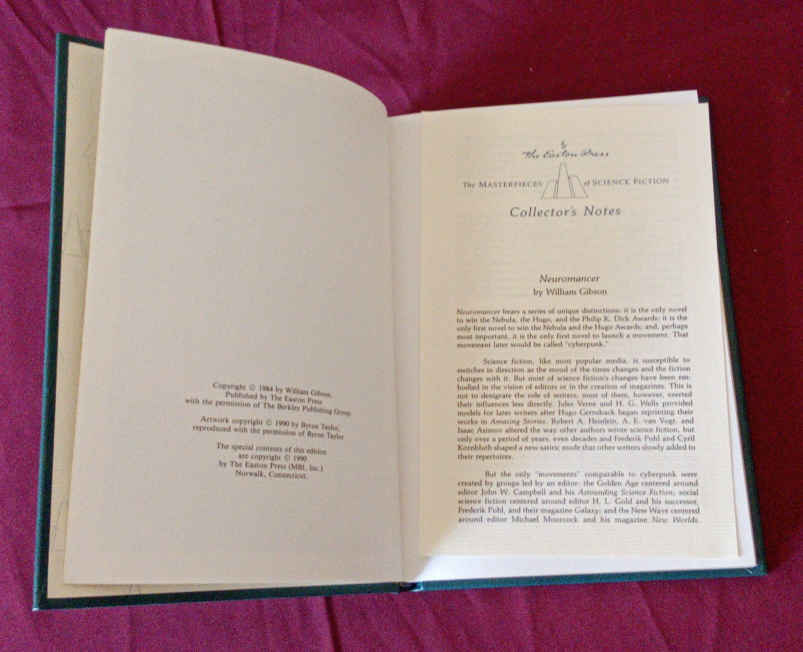 Copyright © 1984 by William Gibson.
Published by The Easton Press
with the permission of The Berkley Publishing Group.
Artwork copyright © 1990 by Byron Taylor,
reproduced with the permission of Byron Taylor
The special contents of this edition
are copyright © 1990
by The Easton Press (MBI, Inc.)
Norwalk, Connecticut.
The Easton Press
The MASTERPIECES of SCIENCE FICTION
Collector's Notes
Neuromancer
by William Gibson
Neuromancer bears a series of unique distinctions: it is the only novel
to win the Nebula, the Hugo, and the Philip K. Dick Awards; it is the
only first novel to win the Nebula and the Hugo Awards; and, perhaps
most important, it is the only first novel to launch a movement. That
movement later would be called "cyberpunk."
Science fiction, like most popular media, is susceptible to
switches in direction as the mood of the times changes and the fiction
changes with it. But most of science fiction's changes have been em-
bodied in the vision of editors or in the creation of magazines. This is
not to denigrate the role of writers; most of them, however, exerted
their influences less directly. Jules Verne and H. G. Wells provided
models for later writers after Hugo Gernsback began reprinting their
works in Amazing Stories. Robert A. Heinlein, A. E. van Vogt, and
Isaac Asimov altered the way other authors wrote science fiction, but
only over a period of years, even decades and Frederik Pohl and Cyril
Kornbluth shaped a new satiric mode that other writers slowly added to
their repertoires.
But the only "movements" comparable to cyberpunk were
created by groups led by an editor: the Golden Age centered around
editor John W. Campbell and his Astounding Science Fiction; social
science fiction centered around editor H. L. Gold and his successor,
Frederik Pohl, and their magazine Galaxy; and the New Wave centered
around editor Michael Moorcock and his magazine New Worlds.